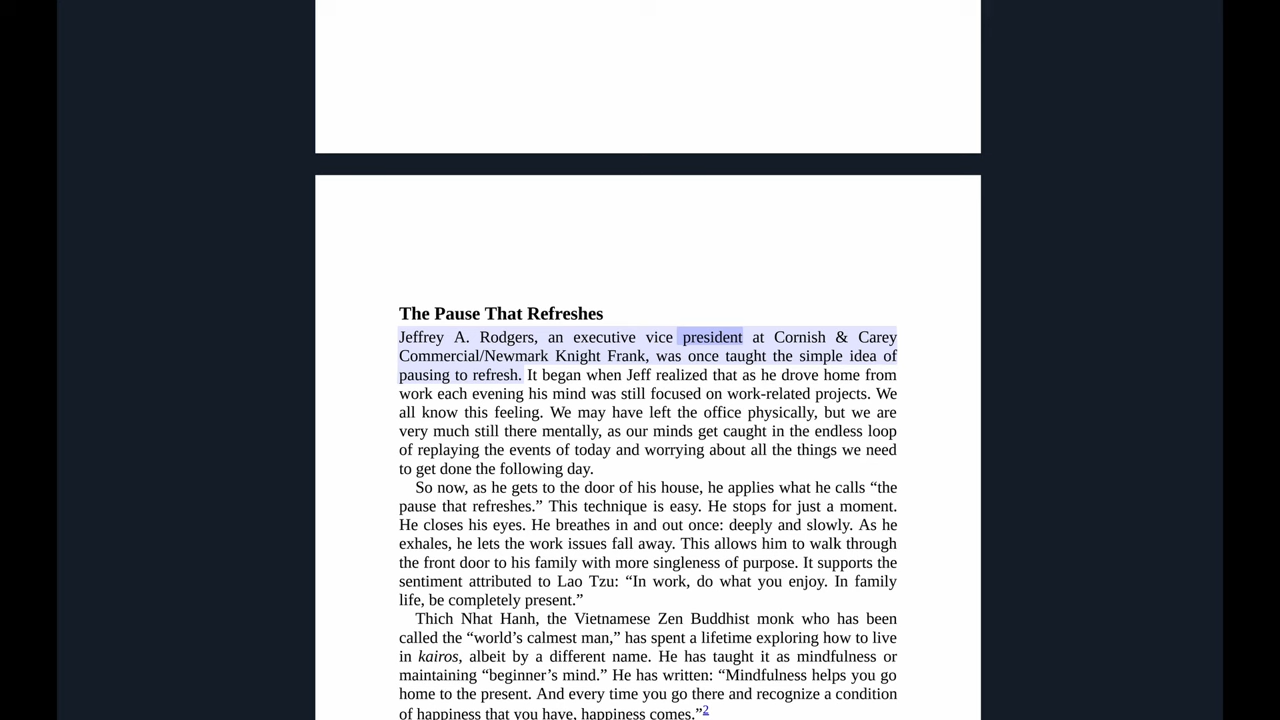 The Pause That Refreshes
Jeffrey A. Rodgers, an executive vice president at Cornish & Carey
Commercial/Newmark Knight Frank, was once taught the simple idea of
pausing to refresh. It began when Jeff realized that as he drove home from
work each evening his mind was still focused on work-related projects. We
all know this feeling. We may have left the office physically, but we are
very much still there mentally, as our minds get caught in the endless loop
of replaying the events of today and worrying about all the things we need
to get done the following day.
So now, as he gets to the door of his house, he applies what he calls “the
pause that refreshes.” This technique is easy. He stops for just a moment.
He closes his eyes. He breathes in and out once: deeply and slowly. As he
exhales, he lets the work issues fall away. This allows him to walk through
the front door to his family with more singleness of purpose. It supports the
sentiment attributed to Lao Tzu: “In work, do what you enjoy. In family
life, be completely present.”
Thich Nhat Hanh, the Vietnamese Zen Buddhist monk who has been
called the “world’s calmest man,” has spent a lifetime exploring how to live
in kairos, albeit by a different name. He has taught it as mindfulness or
maintaining “beginner’s mind.” He has written: “Mindfulness helps you go
home to the present. And every time you go there and recognize a condition
of happiness that you have, happiness comes.”2